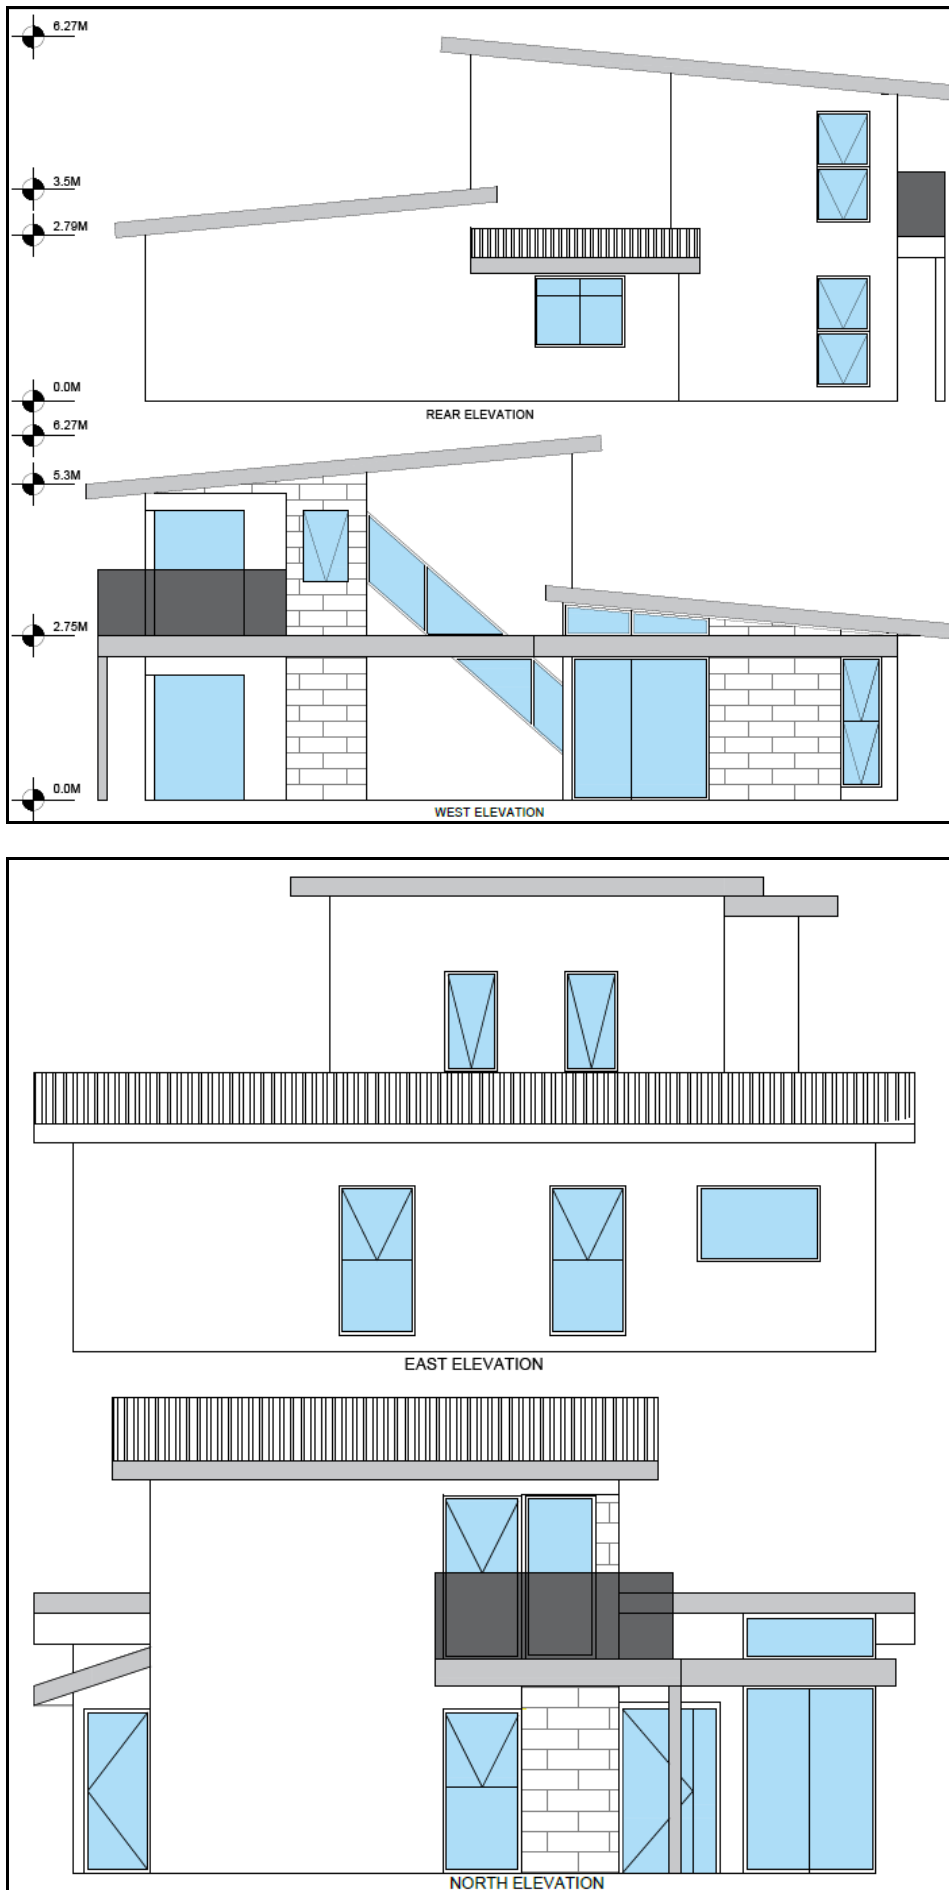 6.27M
3.5M
2.79M
0.0M
REAR ELEVATION
6.27M
5.3M
2.75M
0.0M
WEST ELEVATION
EAST ELEVATION
NORTH ELEVATION